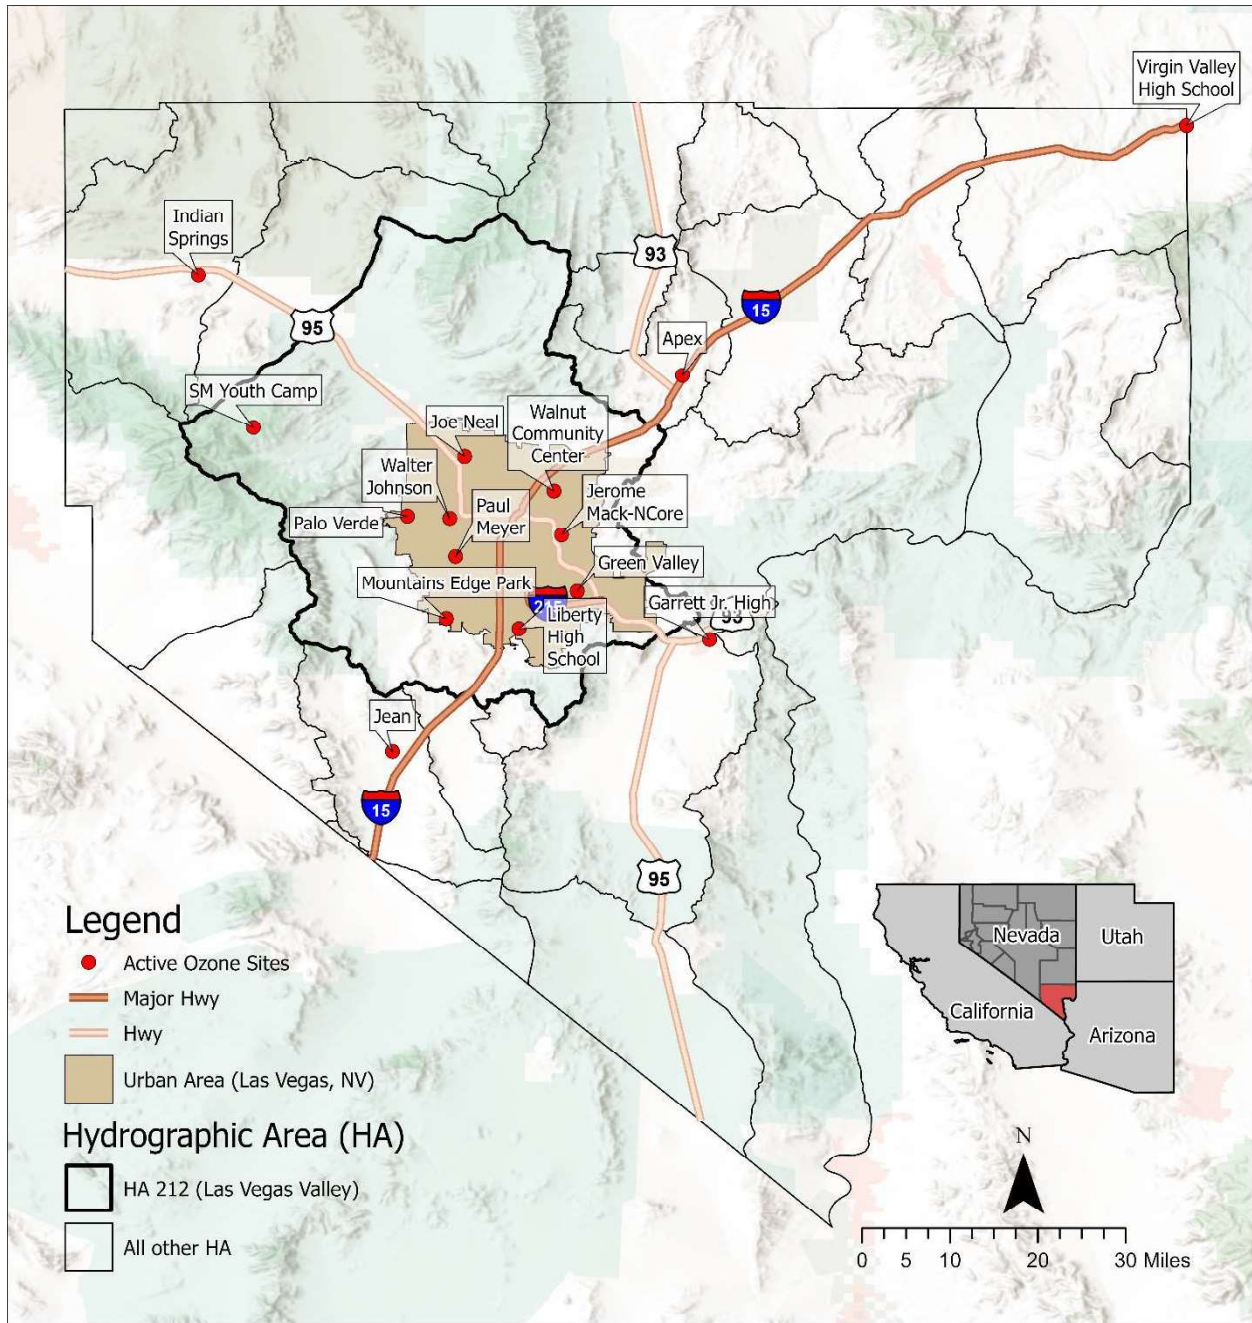 Virgin Valley
High School
Indian
Springs
93
95
15
Apex
SM Youth Camp
Joe Neal
Walnut
Community
Center
Walter
Johnson
Paul
Meyer
Jerome
Mack-NCore
Palo Verde
Green Valley
Mountains Edge Park
215
Garrett Jr. High
93
Liberty
High
School
Jean
15
95
Legend
Active Ozone Sites
Major Hwy
Hwy
Urban Area (Las Vegas, NV)
Hydrographic Area (HA)
HA 212 (Las Vegas Valley)
All other HA
Nevada
Utah
California
Arizona
N
0 5 10 20 30 Miles